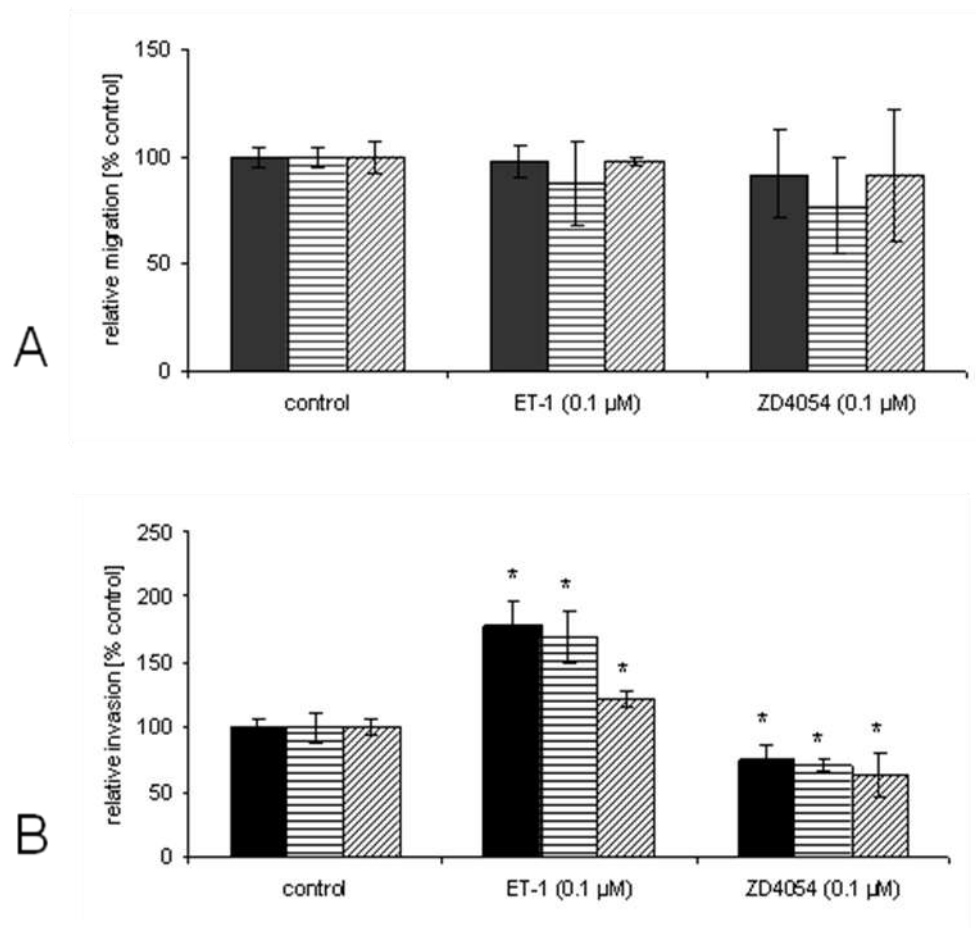 A
relative migration [% control]
150
100
50
0
control
ET-1 (0.1 µM)
ZD4054 (0.1 µM)
B
relative invasion [% control]
250
200
150
100
50
0
* * *
* * *
control
ET-1 (0.1 µM)
ZD4054 (0.1 µM)